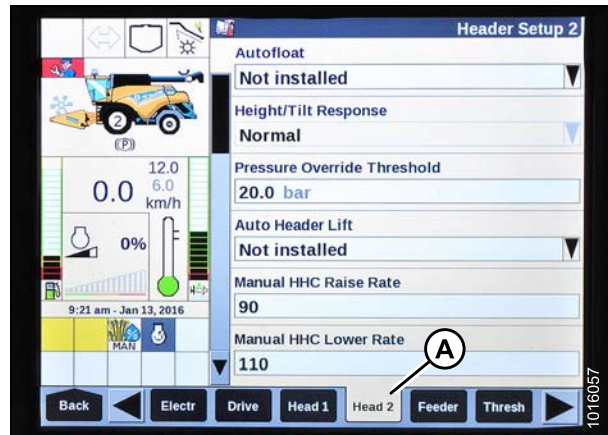 Header Setup 2
Autofloat
Not installed
Height/Tilt Response
Normal
Pressure Override Threshold
20.0 bar
Auto Header Lift
Not installed
Manual HHC Raise Rate
90
Manual HHC Lower Rate
110
2
(P)
12.0
6.0
0.0 km/h
0%
9:21 am - Jan 13, 2016
MAN
A
Back
Electr
Drive
Head 1
Head 2
Feeder
Thresh
1016057